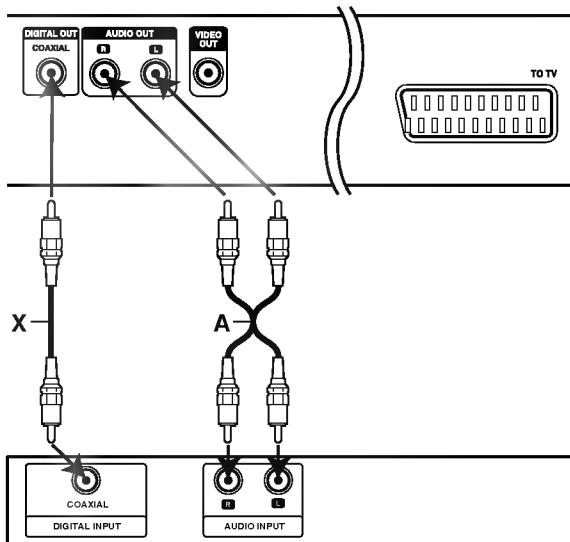 DIGITAL OUT
COAXIAL
AUDIO OUT
R
L
VIDEO
OUT
TO TV
X
A
COAXIAL
DIGITAL INPUT
R
L
AUDIO INPUT